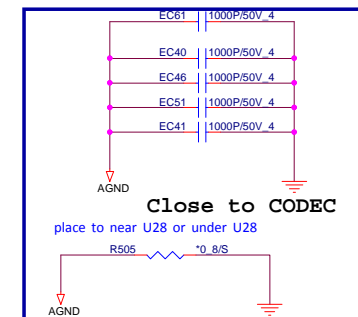 EC61 1000P/50V_4
EC40 1000P/50V_4
EC46 1000P/50V_4
EC51 1000P/50V_4
EC41 1000P/50V_4
AGND
Close to CODEC
place to near U28 or under U28
R505 *0_8/S
AGND